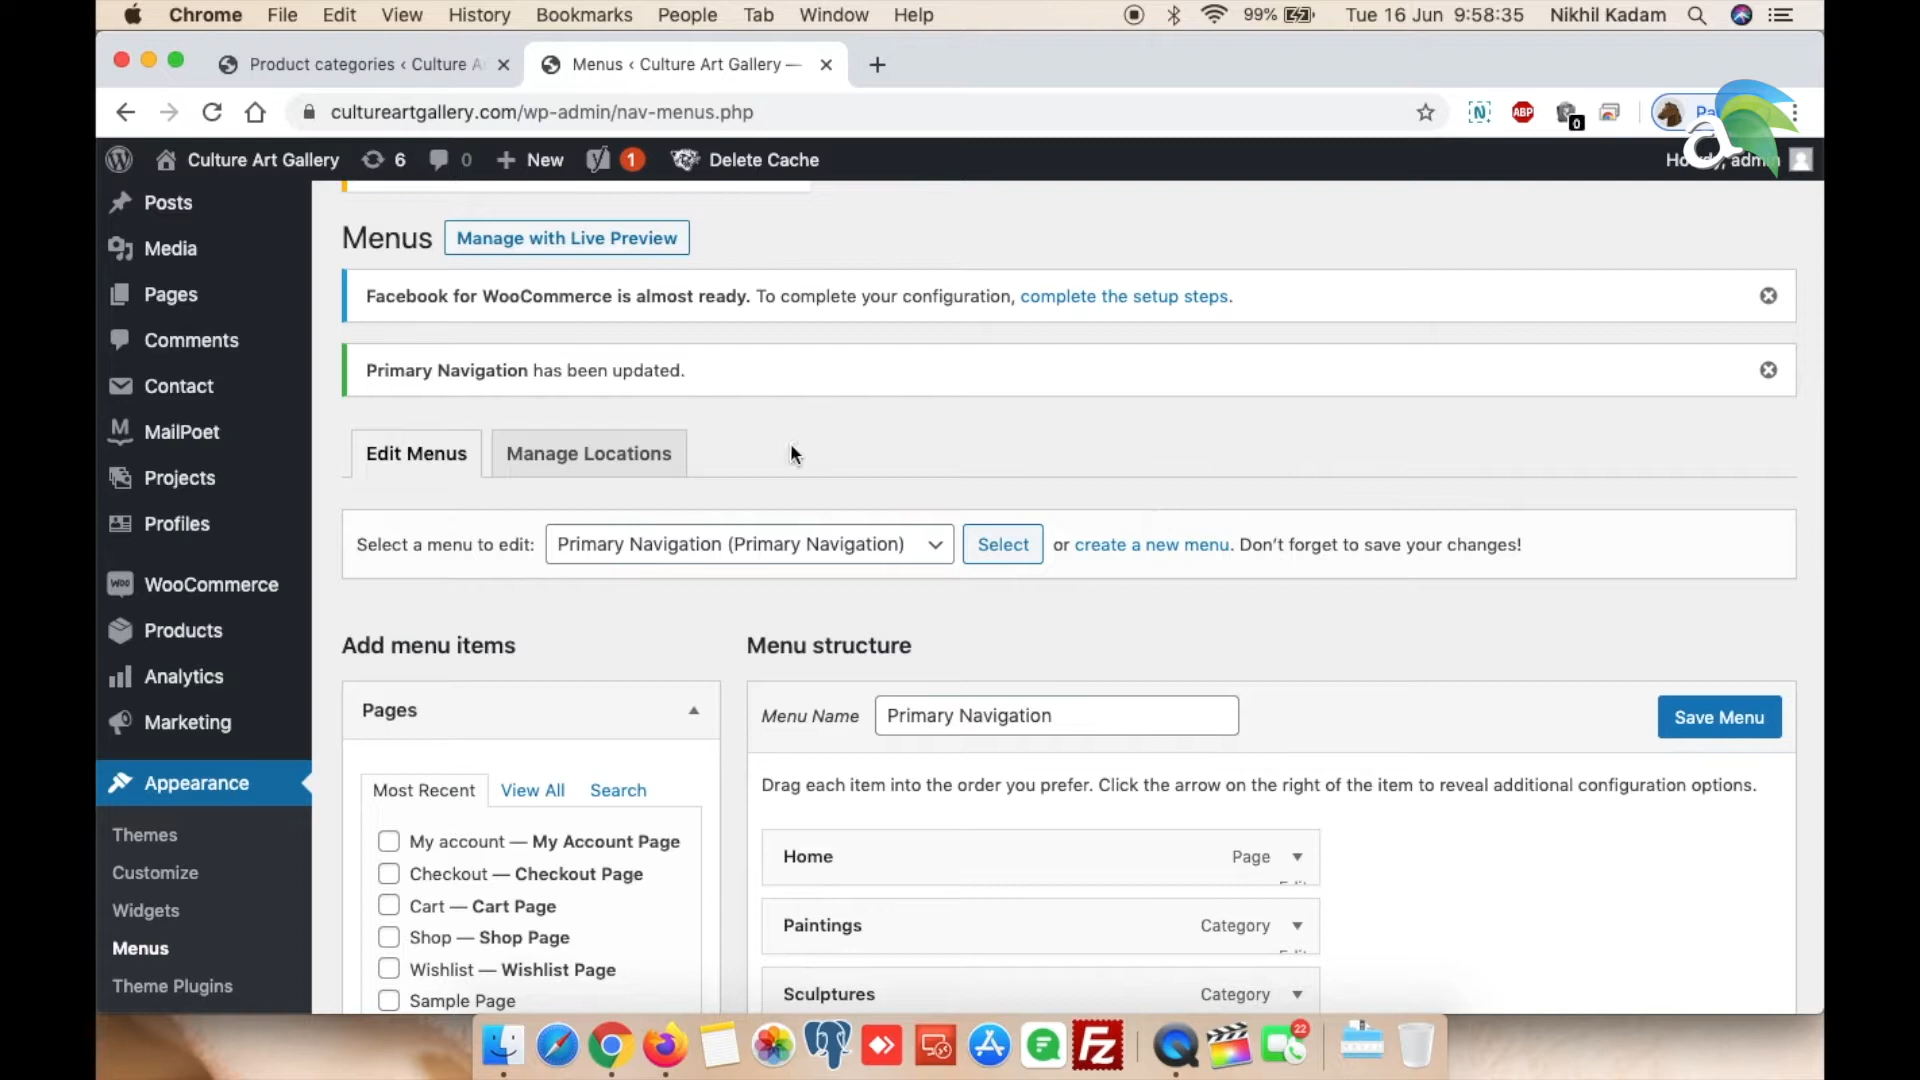 Chrome File Edit View History Bookmarks People Tab Window Help 99% Tue 16 Jun 9:58:35 Nikhil Kadam
Product categories ‹ Culture A Menus ‹ Culture Art Gallery —
cultureartgallery.com/wp-admin/nav-menus.php N ABP 0 Pa
Culture Art Gallery 6 0 New 1 Delete Cache Howdy, admin
Posts
Media
Pages
Comments
Contact
MailPoet
Projects
Profiles
WooCommerce
Products
Analytics
Marketing
Appearance
Themes
Customize
Widgets
Menus
Theme Plugins
Menus Manage with Live Preview
Facebook for WooCommerce is almost ready. To complete your configuration, complete the setup steps.
Primary Navigation has been updated.
Edit Menus Manage Locations
Select a menu to edit: Primary Navigation (Primary Navigation) Select or create a new menu. Don’t forget to save your changes!
Add menu items
Pages
Most Recent View All Search
My account — My Account Page
Checkout — Checkout Page
Cart — Cart Page
Shop — Shop Page
Wishlist — Wishlist Page
Sample Page
Menu structure
Menu Name Primary Navigation Save Menu
Drag each item into the order you prefer. Click the arrow on the right of the item to reveal additional configuration options.
Home Page
Paintings Category
Sculptures Category
22